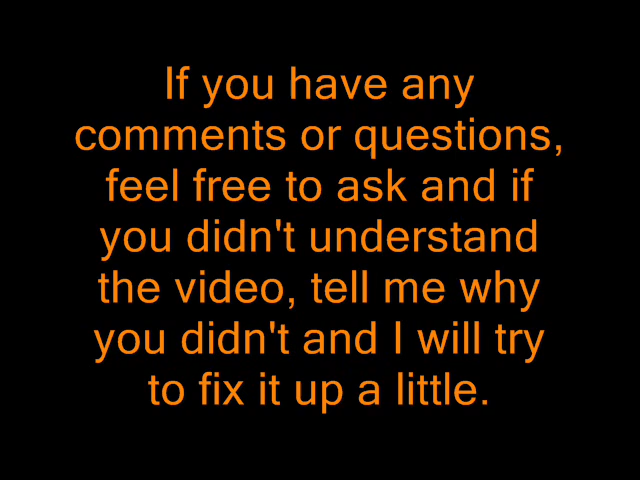 If you have any
comments or questions,
feel free to ask and if
you didn't understand
the video, tell me why
you didn't and I will try
to fix it up a little.